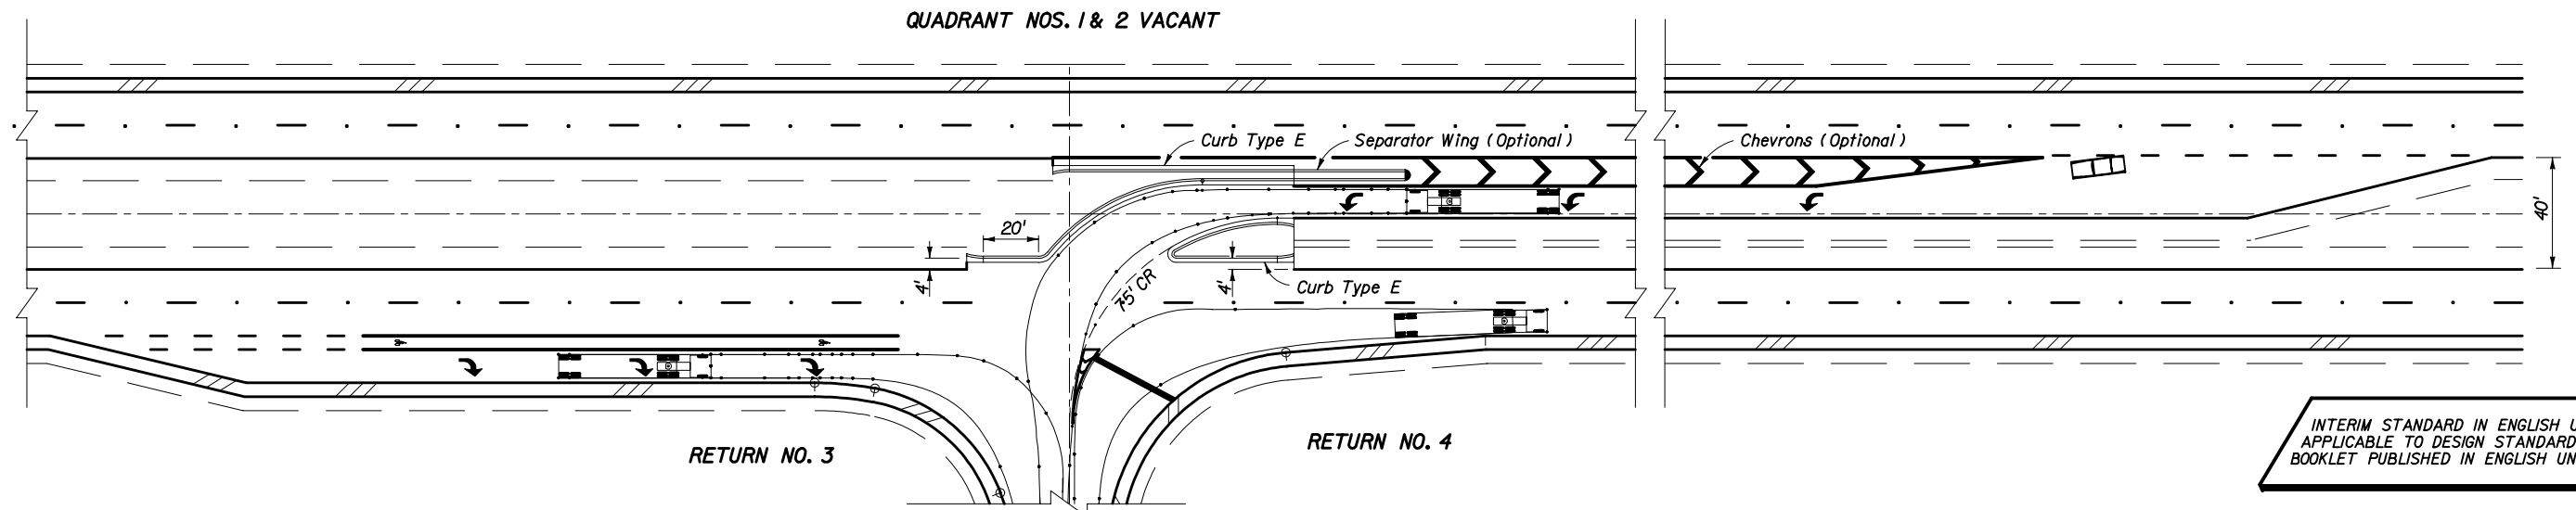 QUADRANT NOS. 1 & 2 VACANT
Curb Type E
Separator Wing (Optional)
Chevrons (Optional)
20'
40'
4'
4'
75' CR
Curb Type E
RETURN NO. 3
RETURN NO. 4
INTERIM STANDARD IN ENGLISH U
APPLICABLE TO DESIGN STANDARD
BOOKLET PUBLISHED IN ENGLISH UN